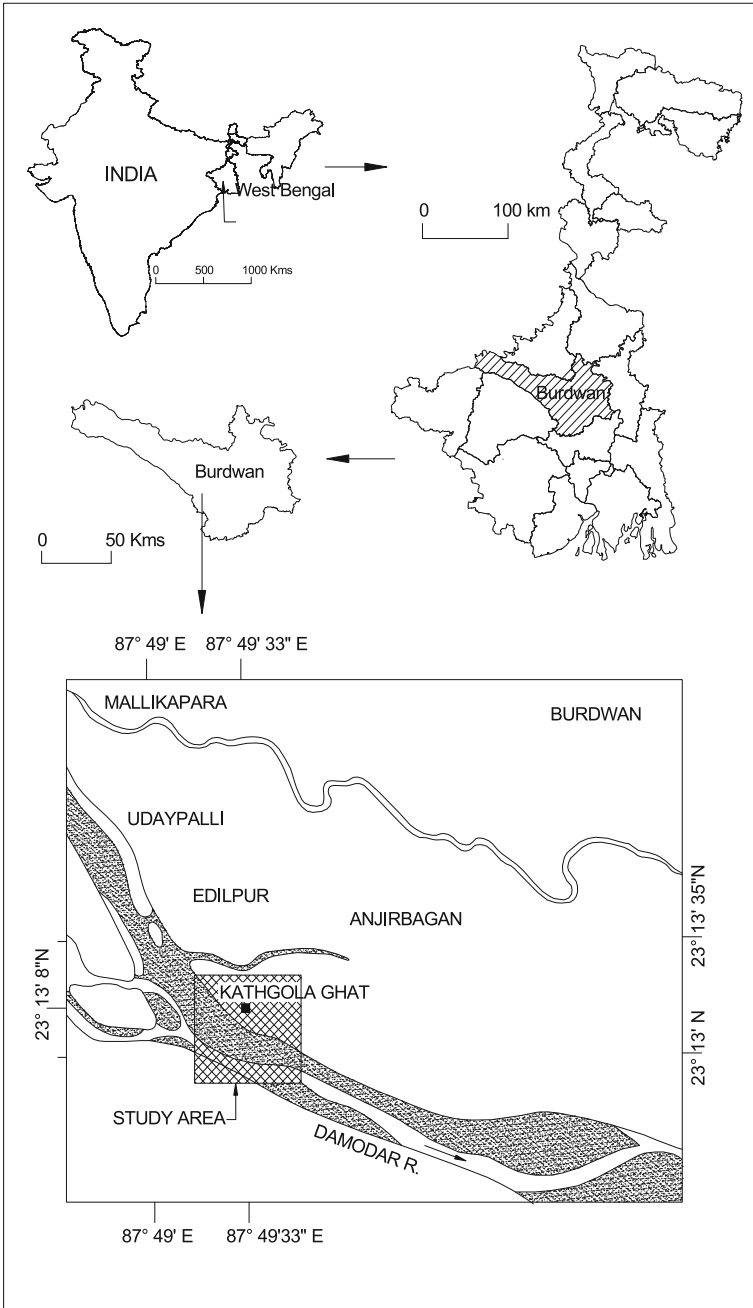 INDIA
West Bengal
0 500 1000 Kms
0 100 km
Burdwan
Burdwan
0 50 Kms
87° 49' E 87° 49' 33" E
MALLIKAPARA
BURDWAN
UDAYPALLI
EDILPUR
ANJIRBAGAN
23° 13' 35"N
23° 13' 8"N
KATHGOLA GHAT
23° 13' N
STUDY AREA
DAMODAR R.
87° 49' E 87° 49'33" E